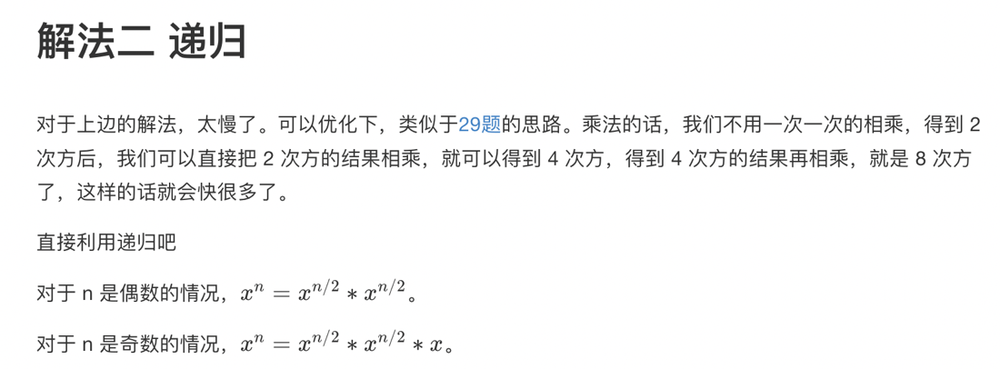 解法二 递归
对于上边的解法，太慢了。可以优化下，类似于29题的思路。乘法的话，我们不用一次一次的相乘，得到 2
次方后，我们可以直接把 2 次方的结果相乘，就可以得到 4 次方，得到 4 次方的结果再相乘，就是 8 次方
了，这样的话就会快很多了。
直接利用递归吧
对于 n 是偶数的情况，$x^n = x^{n/2} * x^{n/2}$。
对于 n 是奇数的情况，$x^n = x^{n/2} * x^{n/2} * x$。